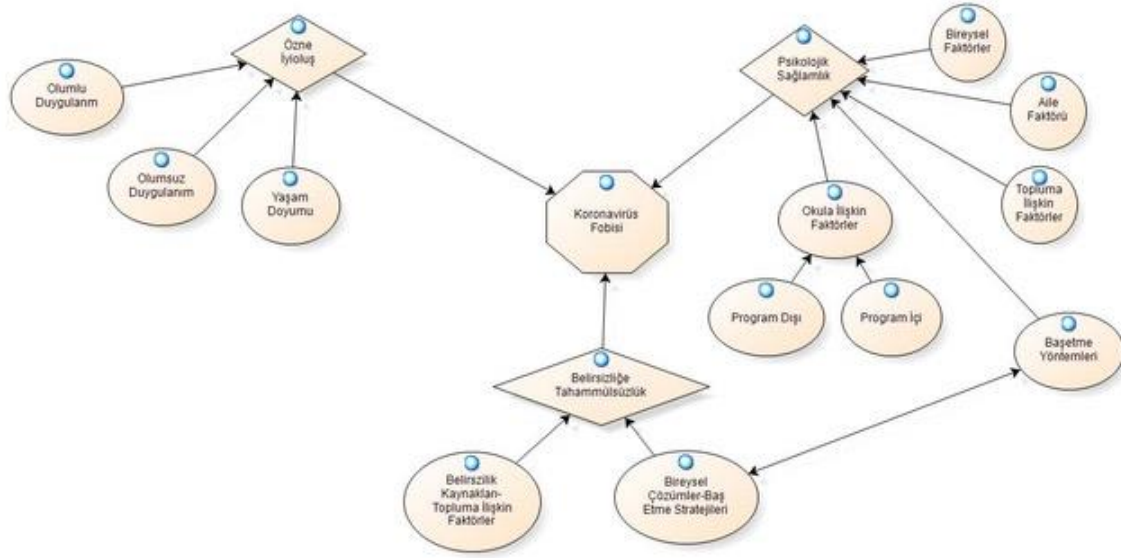 Özne
İyioluş
Olumlu
Duygulanım
Olumsuz
Duygulanım
Yaşam
Doyumu
Koronavirüs
Fobisi
Psikolojik
Sağlamlık
Bireysel
Faktörler
Aile
Faktörü
Topluma
İlişkin
Faktörler
Okula İlişkin
Faktörler
Program Dışı
Program İçi
Başetme
Yöntemleri
Belirsizliğe
Tahammülsüzlük
Belirszilik
Kaynakları-
Topluma İlişkin
Faktörler
Bireysel
Çözümler-Baş
Etme Stratejileri